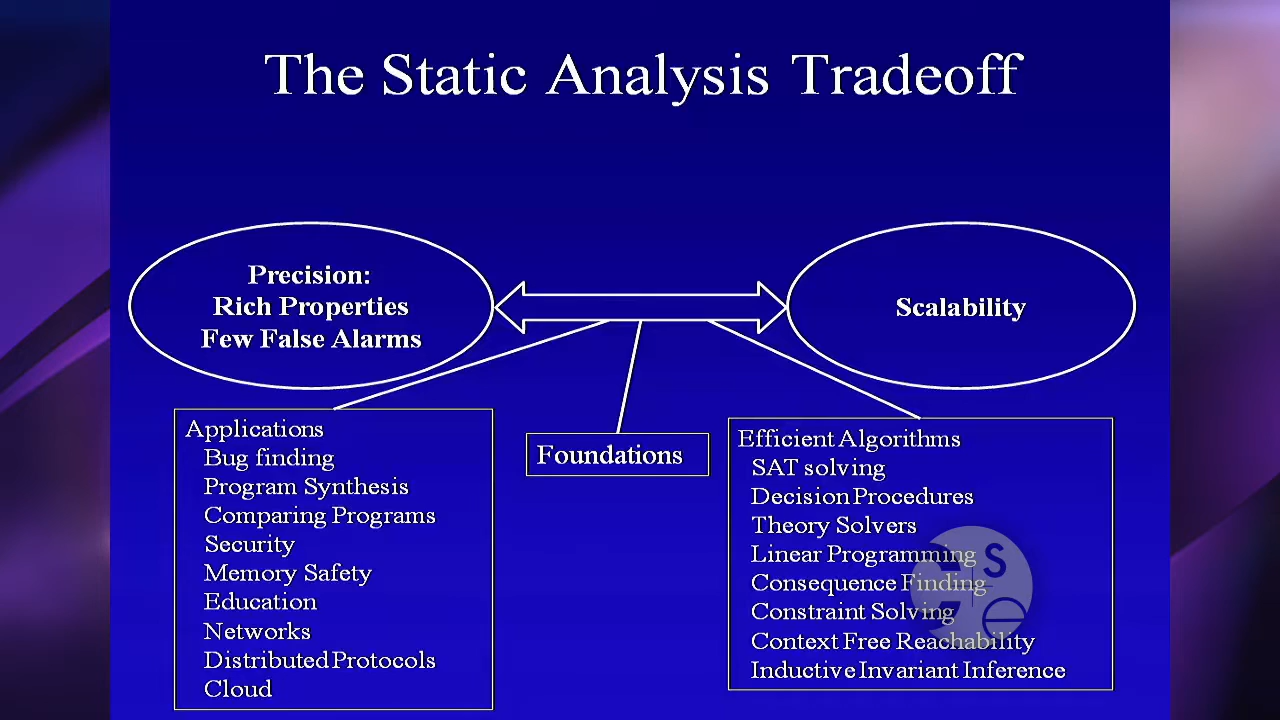 The Static Analysis Tradeoff
Precision:
Rich Properties
Few False Alarms
Scalability
Applications
Bug finding
Program Synthesis
Comparing Programs
Security
Memory Safety
Education
Networks
Distributed Protocols
Cloud
Foundations
Efficient Algorithms
SAT solving
Decision Procedures
Theory Solvers
Linear Programming
Consequence Finding
Constraint Solving
Context Free Reachability
Inductive Invariant Inference